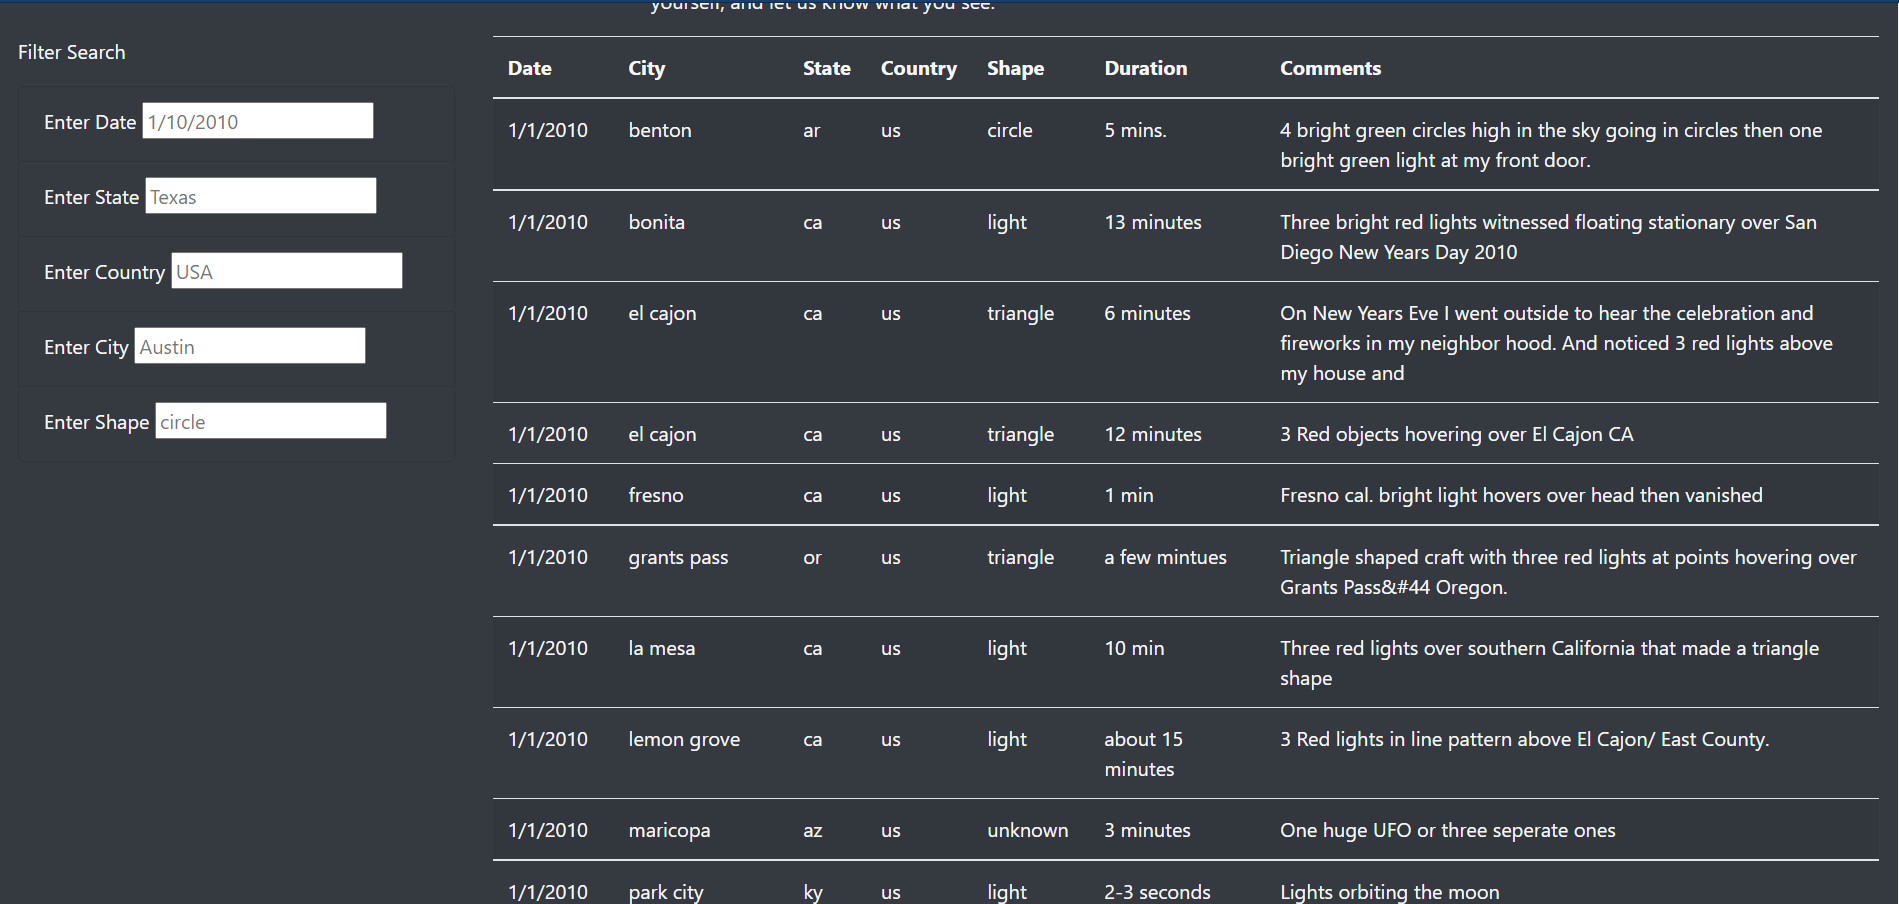 yourself, and let us know what you see.
Filter Search
Enter Date 1/10/2010
Enter State Texas
Enter Country USA
Enter City Austin
Enter Shape circle
Date City State Country Shape Duration Comments
1/1/2010 benton ar us circle 5 mins. 4 bright green circles high in the sky going in circles then one
bright green light at my front door.
1/1/2010 bonita ca us light 13 minutes Three bright red lights witnessed floating stationary over San
Diego New Years Day 2010
1/1/2010 el cajon ca us triangle 6 minutes On New Years Eve I went outside to hear the celebration and
fireworks in my neighbor hood. And noticed 3 red lights above
my house and
1/1/2010 el cajon ca us triangle 12 minutes 3 Red objects hovering over El Cajon CA
1/1/2010 fresno ca us light 1 min Fresno cal. bright light hovers over head then vanished
1/1/2010 grants pass or us triangle a few mintues Triangle shaped craft with three red lights at points hovering over
Grants Pass&#44 Oregon.
1/1/2010 la mesa ca us light 10 min Three red lights over southern California that made a triangle
shape
1/1/2010 lemon grove ca us light about 15 3 Red lights in line pattern above El Cajon/ East County.
minutes
1/1/2010 maricopa az us unknown 3 minutes One huge UFO or three seperate ones
1/1/2010 park city ky us light 2-3 seconds Lights orbiting the moon